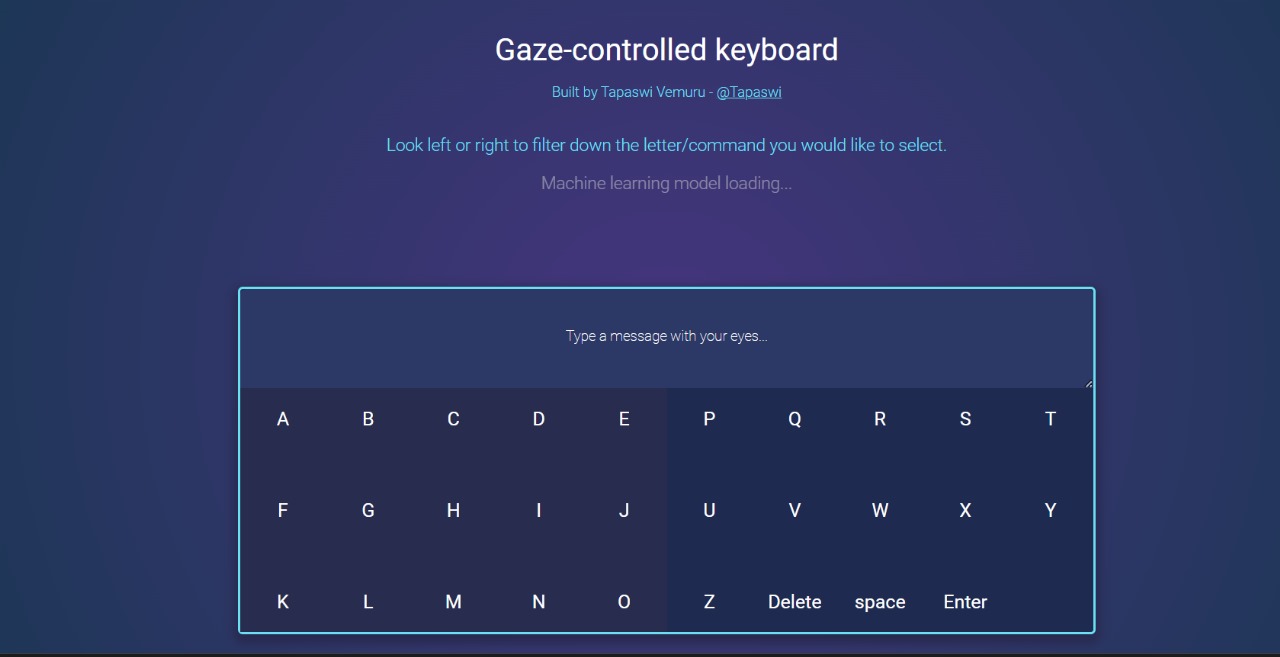 Gaze-controlled keyboard
Built by Tapaswi Vemuru - @Tapaswi
Look left or right to filter down the letter/command you would like to select.
Machine learning model loading...
Type a message with your eyes...
A B C D E P Q R S T
F G H I J U V W X Y
K L M N O Z Delete space Enter